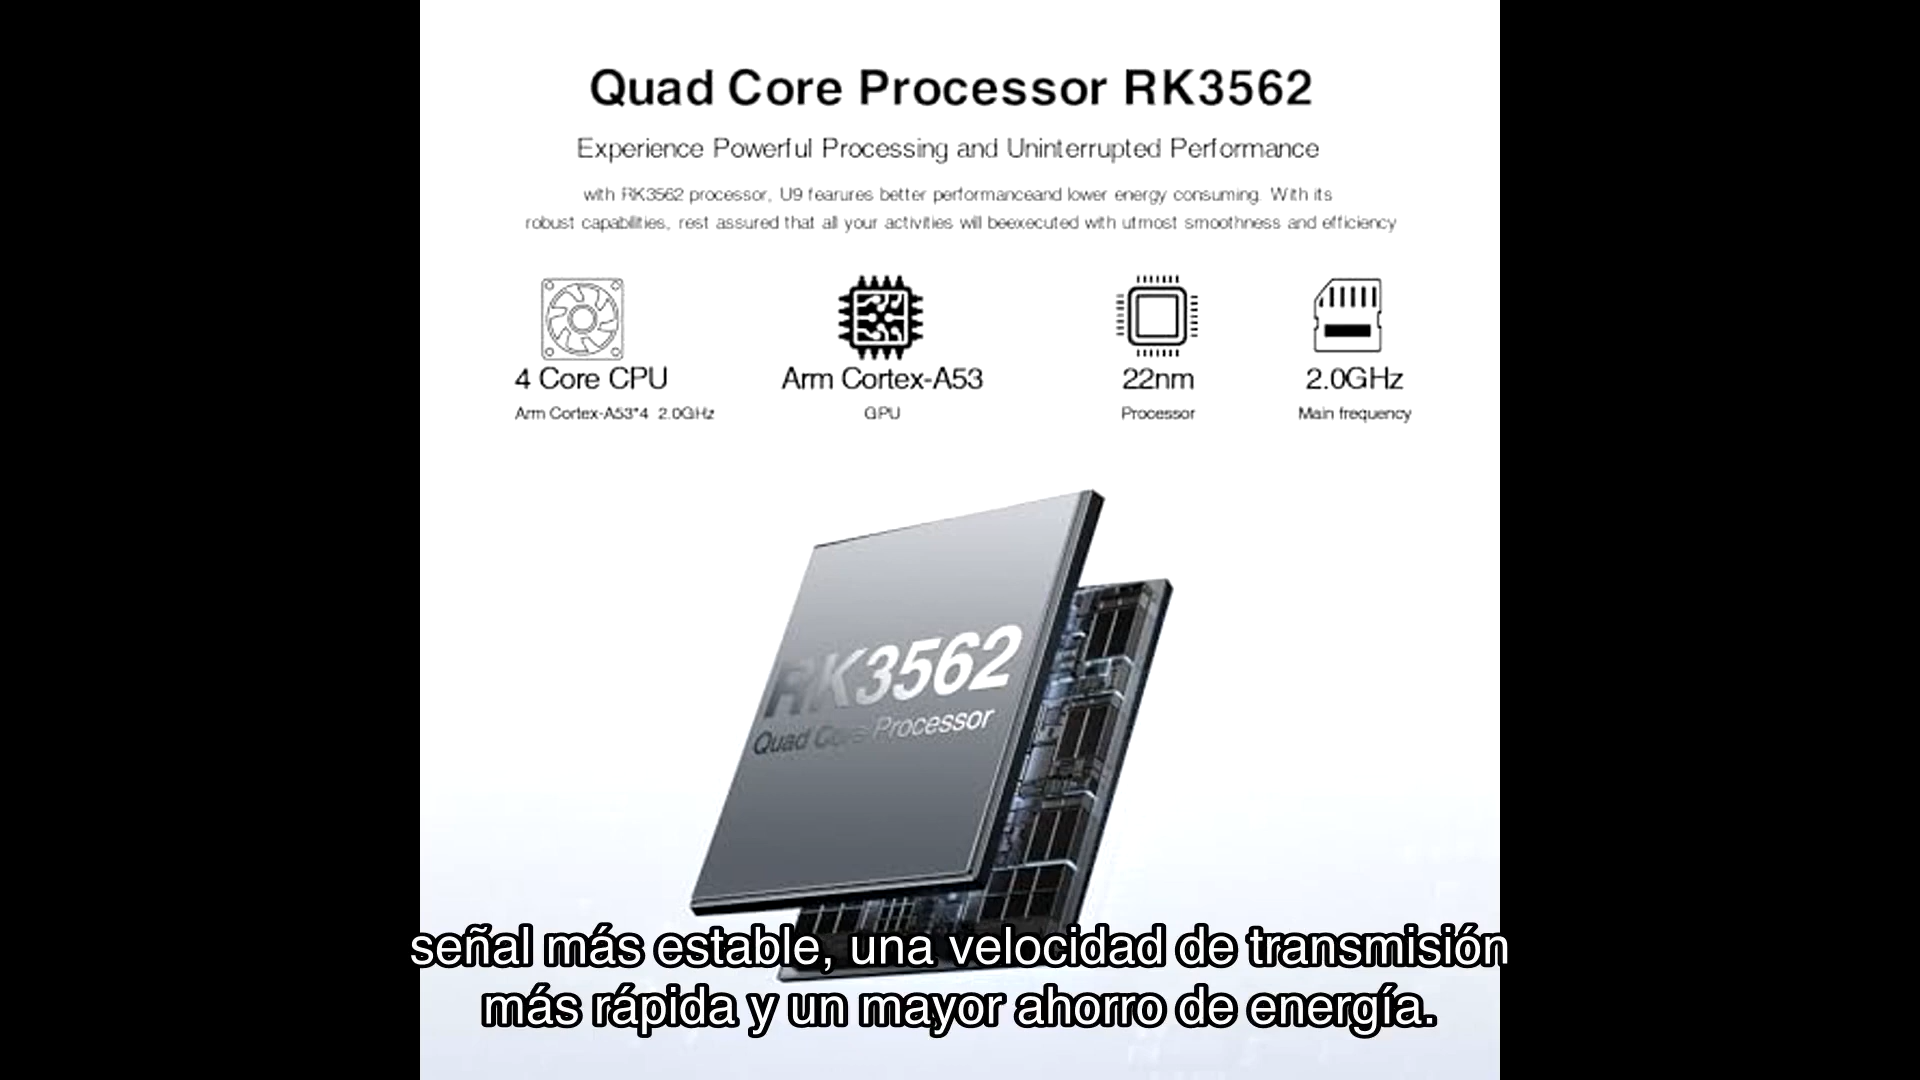 Quad Core Processor RK3562
Experience Powerful Processing and Uninterrupted Performance
with RK3562 processor, U9 fearures better performanceand lower energy consuming. With its
robust capabilities, rest assured that all your activities will beexecuted with utmost smoothness and efficiency
4 Core CPU
Arm Cortex-A53*4 2.0GHz
Arm Cortex-A53
GPU
22nm
Processor
2.0GHz
Main frequency
RK3562
Quad Core Processor
señal más estable, una velocidad de transmisión
más rápida y un mayor ahorro de energía.